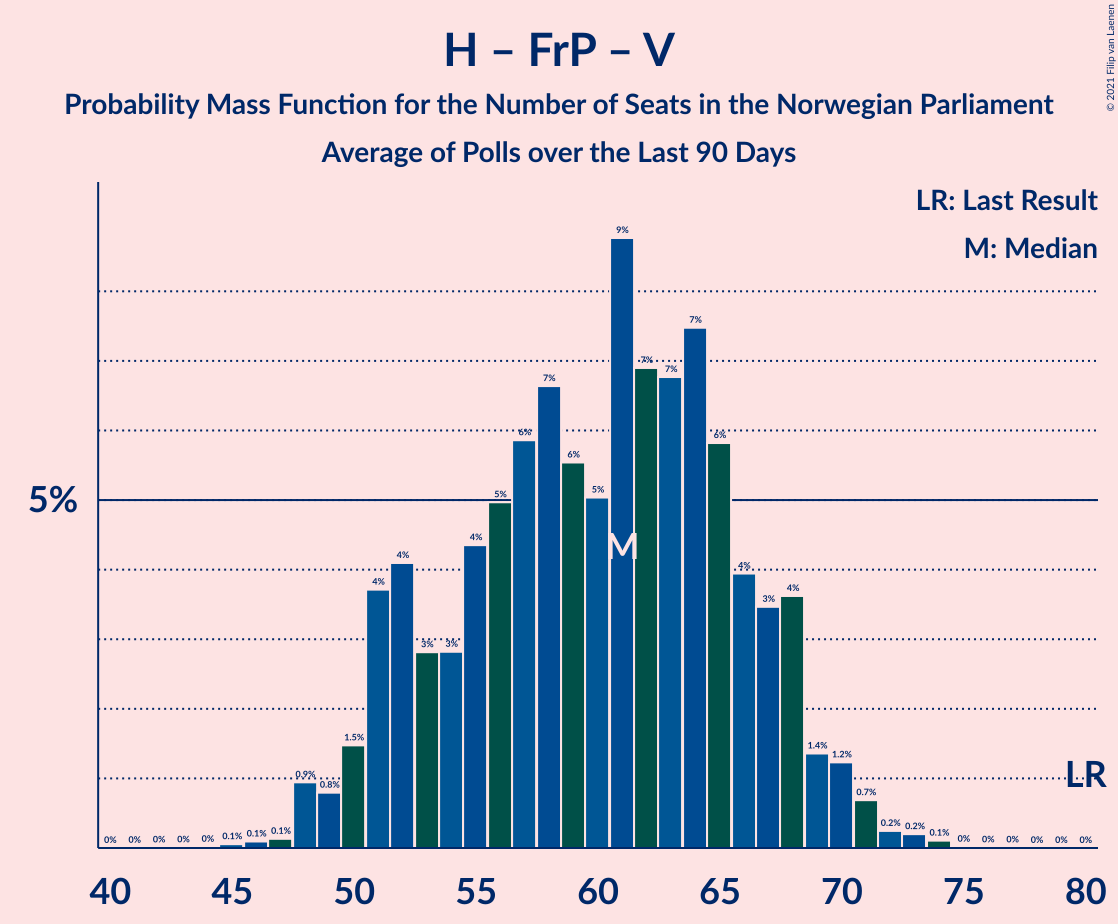 H – FrP – V
Probability Mass Function for the Number of Seats in the Norwegian Parliament
Average of Polls over the Last 90 Days
© 2021 Filip van Laenen
LR: Last Result
M: Median
5%
0% 0% 0% 0% 0% 0.1% 0.1% 0.1% 0.9% 0.8% 1.5% 4% 4% 3% 3% 4% 5% 6% 7% 6% 5% 9% 7% 7% 7% 6% 4% 3% 4% 1.4% 1.2% 0.7% 0.2% 0.2% 0.1% 0% 0% 0% 0% 0% 0%
M
LR
40 45 50 55 60 65 70 75 80